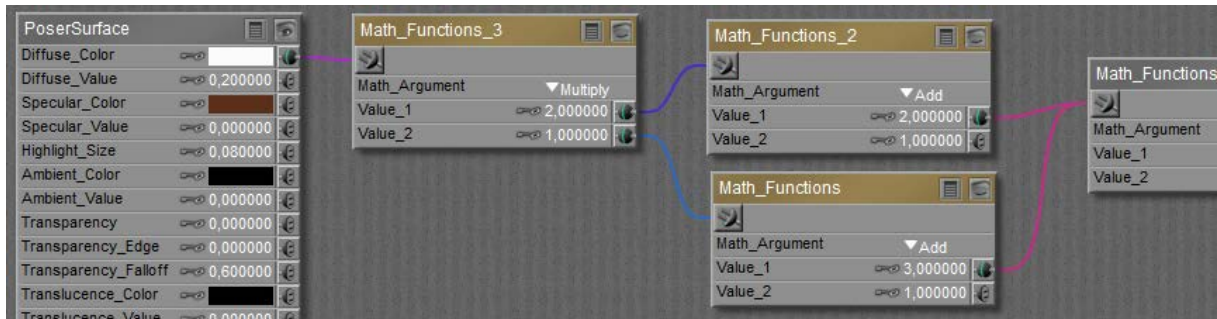 PoserSurface
Diffuse_Color
Diffuse_Value 0,200000
Specular_Color
Specular_Value 0,000000
Highlight_Size 0,080000
Ambient_Color
Ambient_Value 0,000000
Transparency 0,000000
Transparency_Edge 0,000000
Transparency_Falloff 0,600000
Translucence_Color
Translucence_Value 0,000000
Math_Functions_3
Math_Argument Multiply
Value_1 2,000000
Value_2 1,000000
Math_Functions_2
Math_Argument Add
Value_1 2,000000
Value_2 1,000000
Math_Functions
Math_Argument Add
Value_1 3,000000
Value_2 1,000000
Math_Functions
Math_Argument
Value_1
Value_2